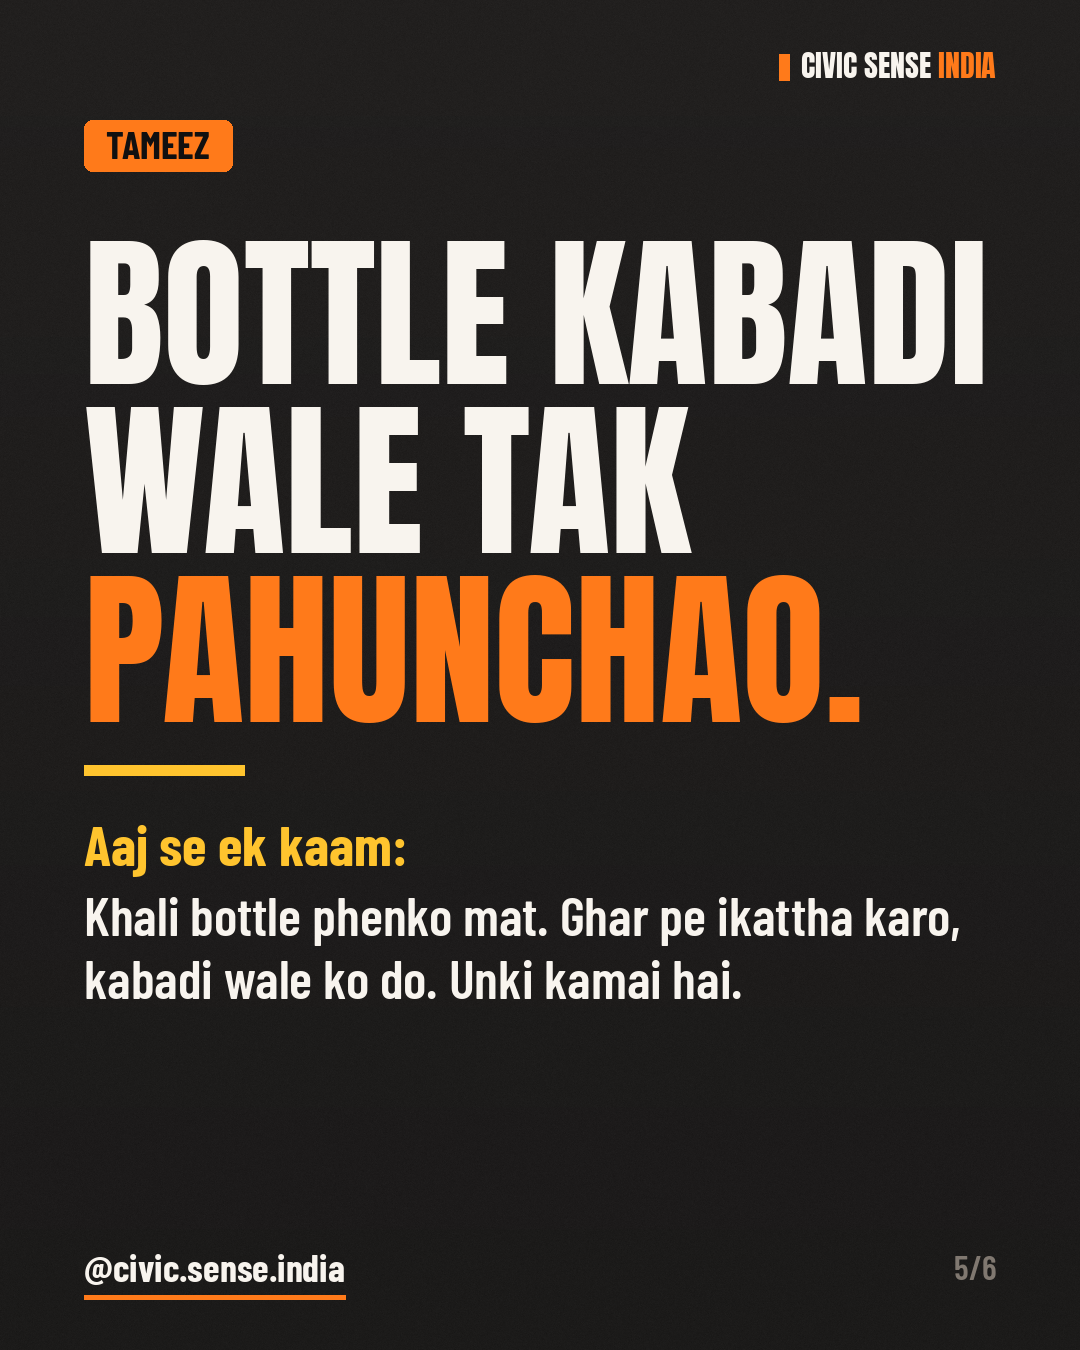 CIVIC SENSE INDIA
TAMEEZ
BOTTLE KABADI
WALE TAK
PAHUNCHAO.
Aaj se ek kaam:
Khali bottle phenko mat. Ghar pe ikattha karo,
kabadi wale ko do. Unki kamai hai.
@civic.sense.india
5/6